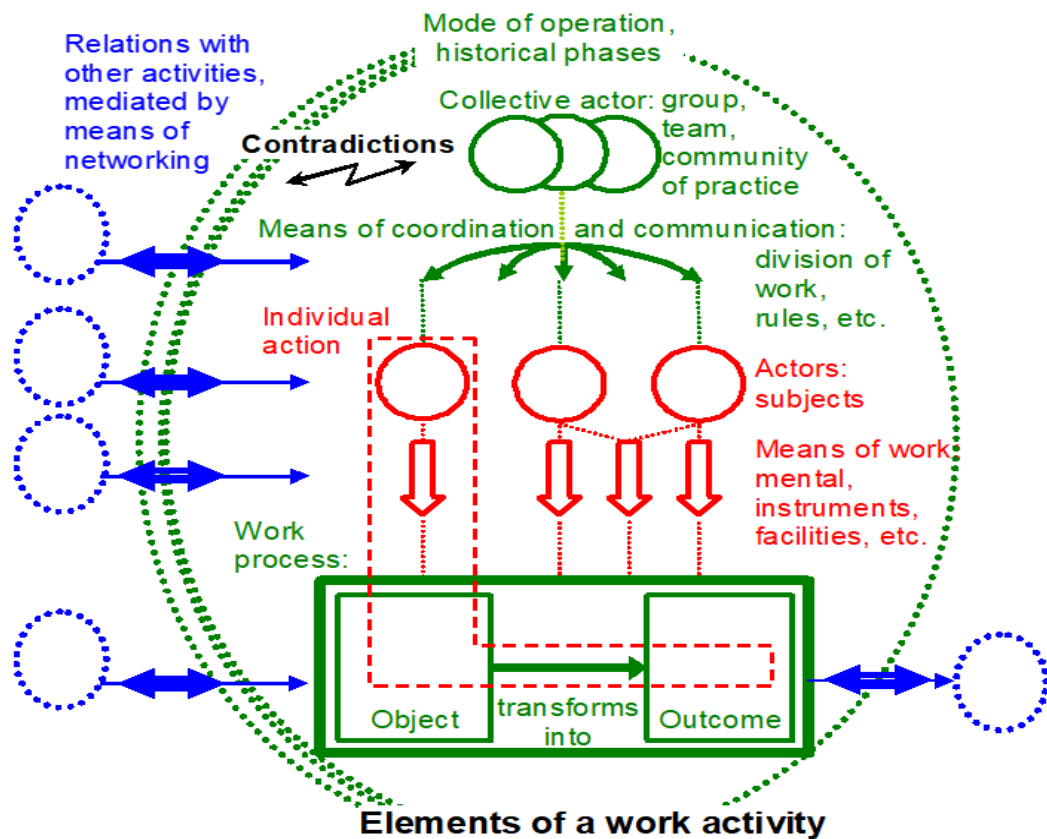 Mode of operation,
historical phases
Relations with
other activities,
mediated by
means of
networking
Collective actor: group,
team,
community
of practice
Contradictions
Means of coordination and communication:
division of
work,
rules, etc.
Individual
action
Actors:
subjects
Means of work:
mental,
instruments,
facilities, etc.
Work
process:
Object
transforms
into
Outcome
Elements of a work activity